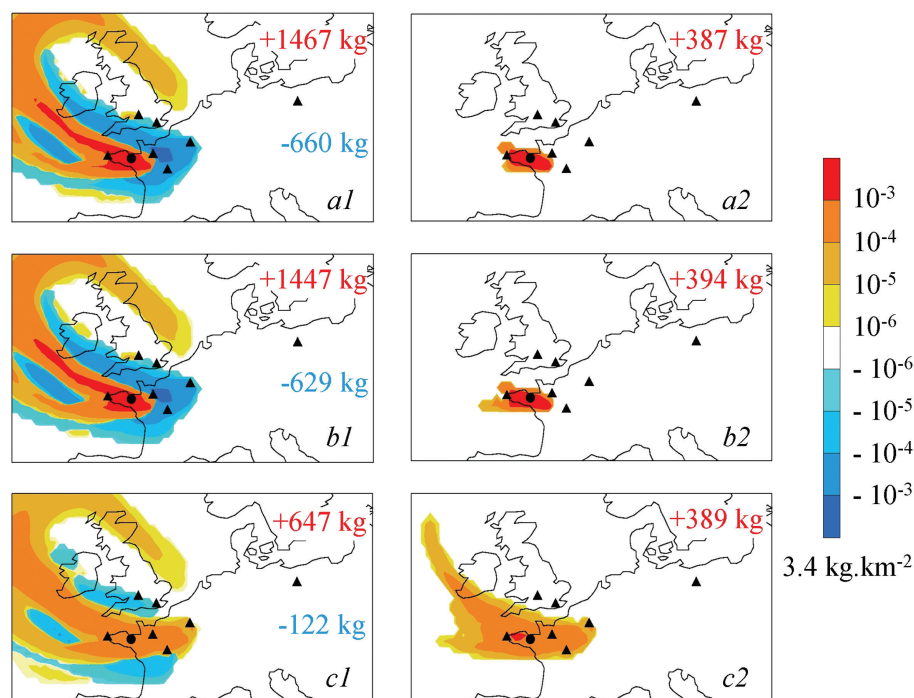 +1467 kg
-660 kg
a1
+387 kg
a2
+1447 kg
-629 kg
b1
+394 kg
b2
+647 kg
-122 kg
c1
+389 kg
c2
10⁻³
10⁻⁴
10⁻⁵
10⁻⁶
- 10⁻⁶
- 10⁻⁵
- 10⁻⁴
- 10⁻³
3.4 kg.km⁻²